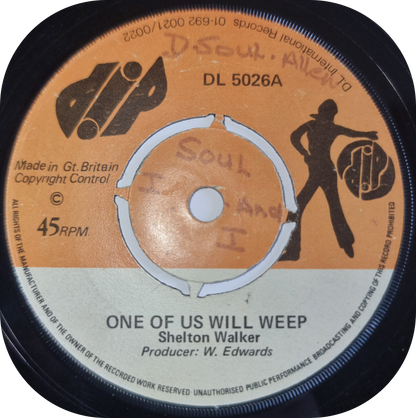 DL International Records 01-692 0021/0022
D.Soul.Allen
dip
DL 5026A
SOUL
I And
I
Made in Gt. Britain
Copyright Control
©
45RPM
dip
ONE OF US WILL WEEP
Shelton Walker
Producer: W. Edwards
ALL RIGHTS OF THE MANUFACTURER AND OF THE OWNER OF THE RECORDED WORK RESERVED UNAUTHORISED PUBLIC PERFORMANCE BROADCASTING AND COPYING OF THIS RECORD PROHIBITED